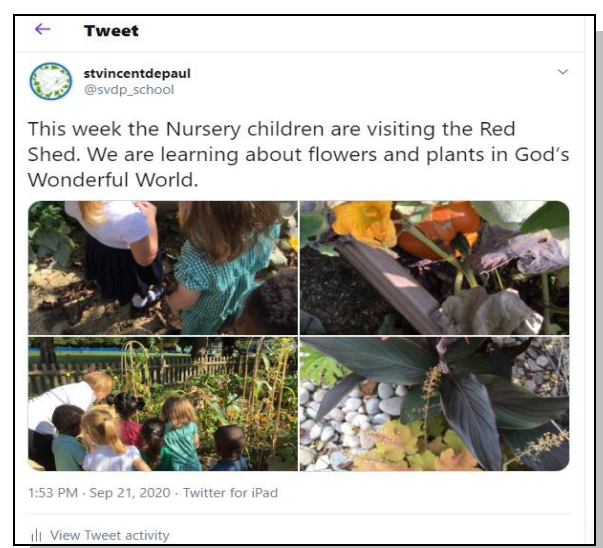 Tweet
stvincentdepaul
@svdp_school
This week the Nursery children are visiting the Red
Shed. We are learning about flowers and plants in God's
Wonderful World.
1:53 PM · Sep 21, 2020 · Twitter for iPad
View Tweet activity